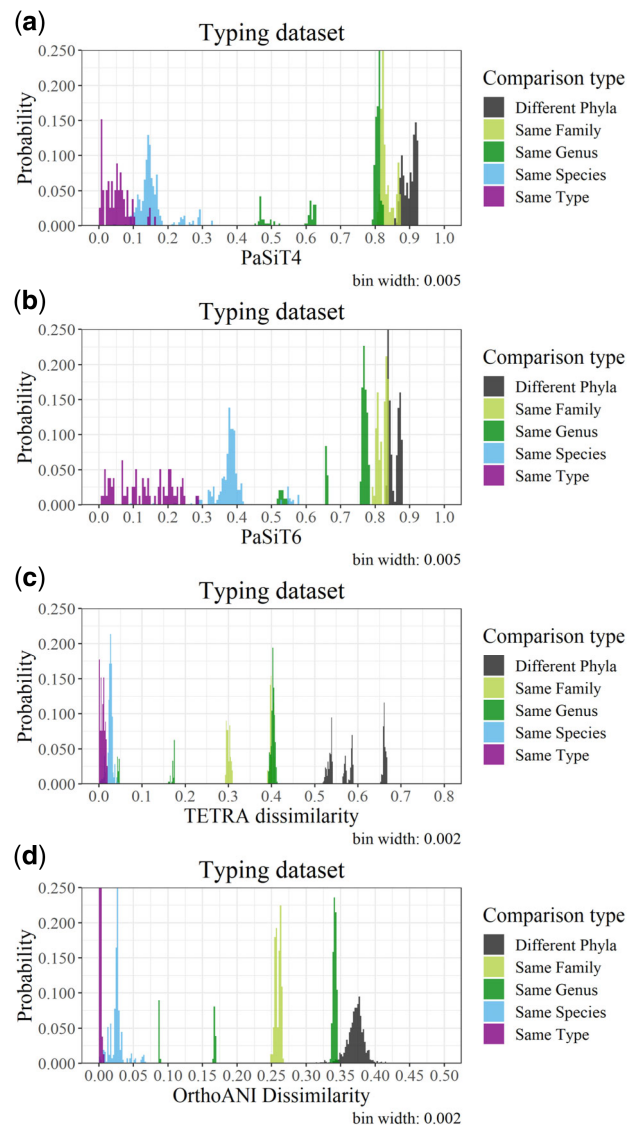 (a)
Typing dataset
Probability
0.250
0.200
0.150
0.100
0.050
0.000
0.0 0.1 0.2 0.3 0.4 0.5 0.6 0.7 0.8 0.9 1.0
PaSiT4
bin width: 0.005
Comparison type
Different Phyla
Same Family
Same Genus
Same Species
Same Type
(b)
Typing dataset
Probability
0.250
0.200
0.150
0.100
0.050
0.000
0.0 0.1 0.2 0.3 0.4 0.5 0.6 0.7 0.8 0.9 1.0
PaSiT6
bin width: 0.005
Comparison type
Different Phyla
Same Family
Same Genus
Same Species
Same Type
(c)
Typing dataset
Probability
0.250
0.200
0.150
0.100
0.050
0.000
0.0 0.1 0.2 0.3 0.4 0.5 0.6 0.7 0.8
TETRA dissimilarity
bin width: 0.002
Comparison type
Different Phyla
Same Family
Same Genus
Same Species
Same Type
(d)
Typing dataset
Probability
0.250
0.200
0.150
0.100
0.050
0.000
0.00 0.05 0.10 0.15 0.20 0.25 0.30 0.35 0.40 0.45 0.50
OrthoANI Dissimilarity
bin width: 0.002
Comparison type
Different Phyla
Same Family
Same Genus
Same Species
Same Type